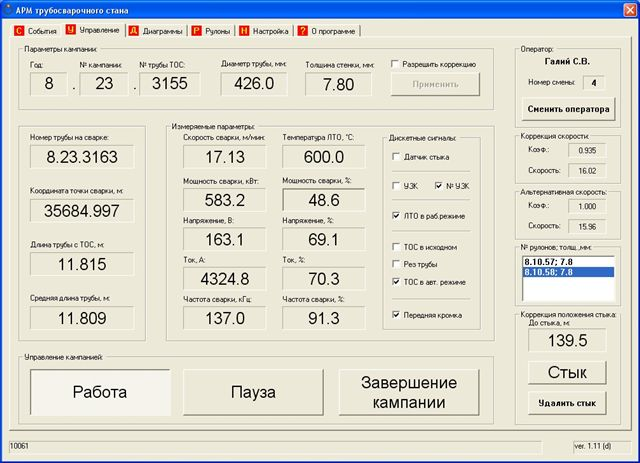 АРМ трубосварочного стана
С События У Управление Д Диаграммы Р Рулоны Н Настройка ? О программе
Параметры кампании:
Год: № кампании: № трубы ТОС: Диаметр трубы, мм: Толщина стенки, мм:
8 . 23 . 3155 426.0 7.80
Разрешить коррекцию
Применить
Оператор:
Галий С.В.
Номер смены: 4
Сменить оператора
Номер трубы на сварке:
8.23.3163
Координата точки сварки, м:
35684.997
Длина трубы с ТОС, м:
11.815
Средняя длина трубы, м:
11.809
Измеряемые параметры:
Скорость сварки, м/мин: Температура ЛТО, °С:
17.13 600.0
Мощность сварки, кВт: Мощность сварки, %:
583.2 48.6
Напряжение, В: Напряжение, %:
163.1 69.1
Ток, А: Ток, %:
4324.8 70.3
Частота сварки, кГц: Частота сварки, %:
137.0 91.3
Дискетные сигналы:
Датчик стыка
УЗК № УЗК
ЛТО в раб.режиме
ТОС в исходном
Рез трубы
ТОС в авт. режиме
Передняя кромка
Коррекция скорости:
Коэф.: 0.935
Скорость: 16.02
Альтернативная скорость:
Коэф.: 1.000
Скорость: 15.96
№ рулонов; толщ.,мм:
8.10.57; 7.8
8.10.58; 7.8
Коррекция положения стыка:
До стыка, м:
139.5
Стык
Удалить стык
Управление кампанией:
Работа
Пауза
Завершение
кампании
10061
ver. 1.11 (d)